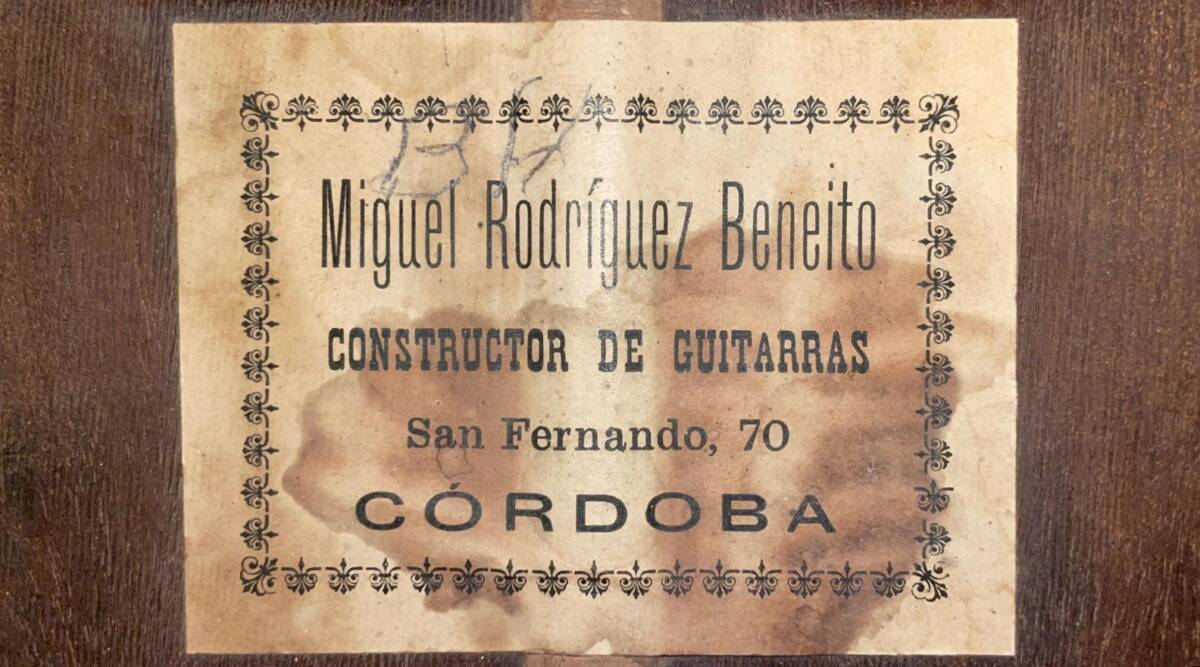 Miguel Rodríguez Beneito
CONSTRUCTOR DE GUITARRAS
San Fernando, 70
CÓRDOBA